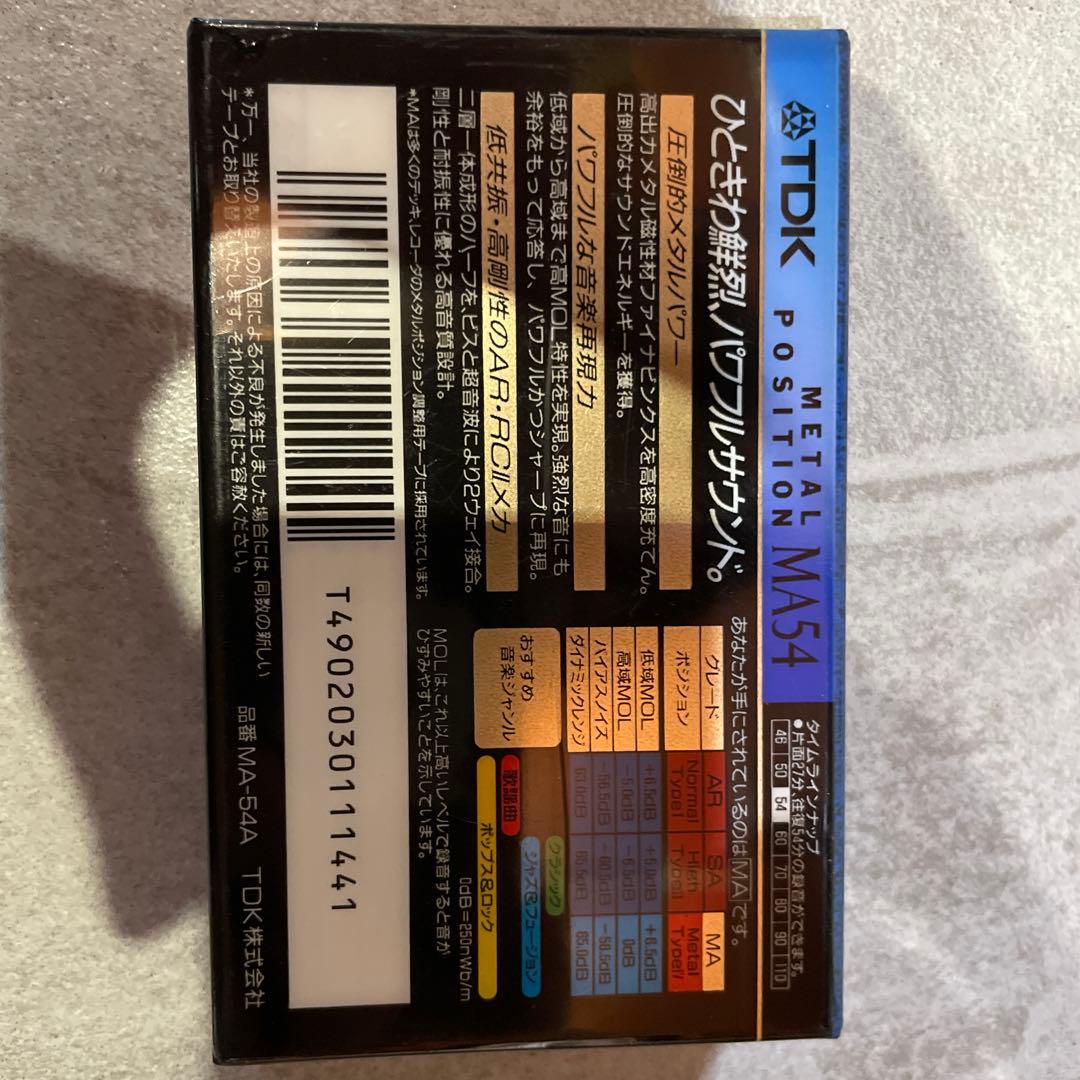 TDK
METAL
POSITION
MA54
タイムラインナップ
●片面27分、往復54分の録音ができます。
46 50 54 60 70 80 90 110
ひときわ鮮烈、パワフルサウンド。
圧倒的メタルパワー
高出力メタル磁性材ファイナビンクスを高密度充てん。
圧倒的なサウンドエネルギーを獲得。
パワフルな音楽再現力
低域から高域まで高MOL特性を実現。強烈な音にも
余裕をもって応答し、パワフルかつシャープに再現。
低共振・高剛性のAR・RCIIメカ
二層一体成形のハーフを、ビスと超音波により2ウェイ接合。
剛性と耐振性に優れる高音質設計。
*MAは多くのデッキ、レコーダのメタルポジション調整用テープに採用されています。
あなたが手にされているのはMAです。
グレード AR SA MA
ポジション Normal TypeI High TypeII Metal TypeIV
低域MOL +6.5dB +5.0dB +6.5dB
高域MOL -5.0dB -6.5dB 0dB
バイアスノイズ -56.5dB -60.5dB -58.5dB
ダイナミックレンジ 63.0dB 65.5dB 65.0dB
おすすめ
音楽ジャンル
クラシック
ジャズ&フュージョン
歌謡曲
ポップス&ロック
0dB=250nWb/m
MOLは、これ以上高いレベルで録音すると音が
ひずみやすいことを示しています。
T4902030111441
*万一、当社の製造上の原因による不良が発生しました場合には、同数の新しい
テープとお取り替えいたします。それ以外の責はご容赦ください。
品番 MA-54A TDK株式会社